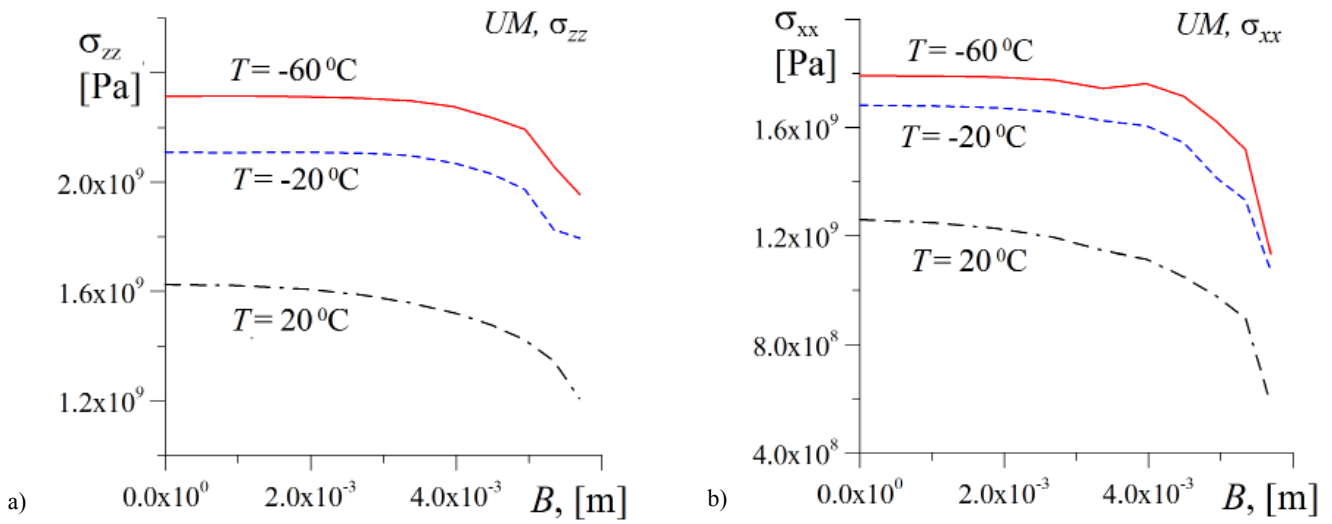 σzz
[Pa]
UM, σzz
T = -60 ⁰C
2.0x10⁹
T = -20 ⁰C
1.6x10⁹
T = 20 ⁰C
1.2x10⁹
0.0x10⁰ 2.0x10⁻³ 4.0x10⁻³ B, [m]
a)
σxx
[Pa]
UM, σxx
T = -60 ⁰C
1.6x10⁹
T = -20 ⁰C
1.2x10⁹
T = 20 ⁰C
8.0x10⁸
4.0x10⁸
0.0x10⁰ 2.0x10⁻³ 4.0x10⁻³ B, [m]
b)